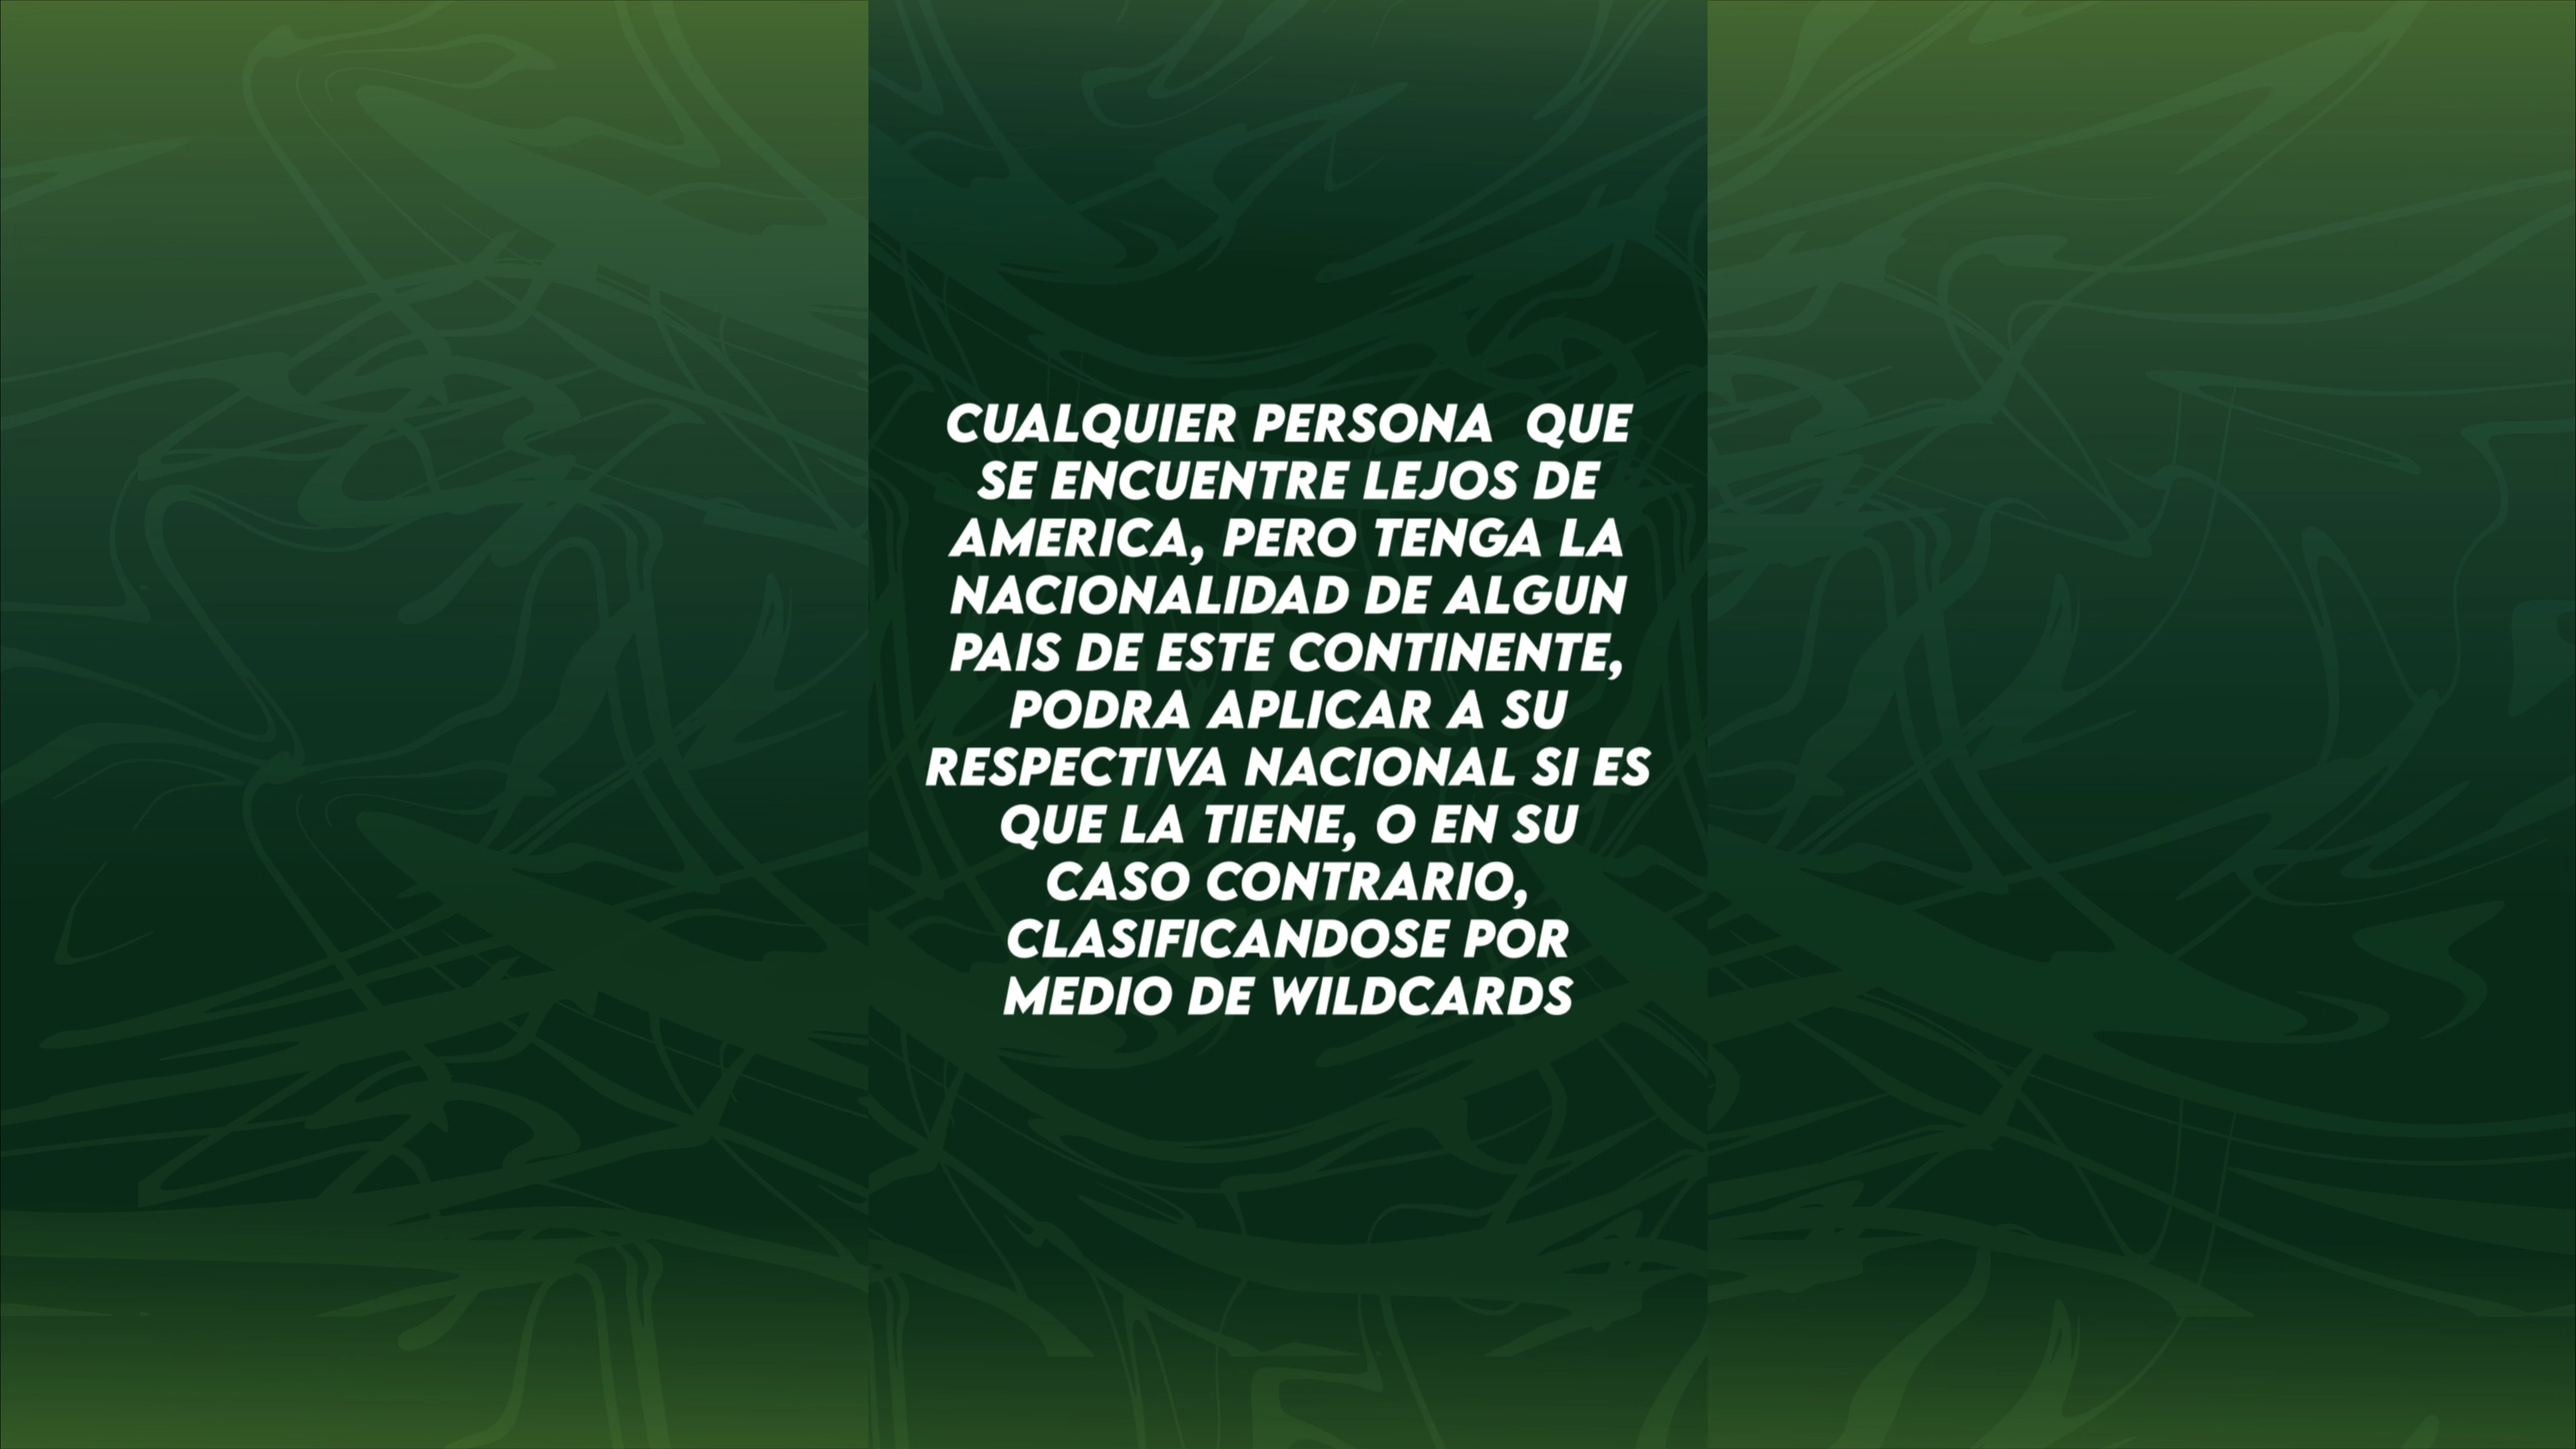 CUALQUIER PERSONA  QUE
SE ENCUENTRE LEJOS DE
AMERICA, PERO TENGA LA
NACIONALIDAD DE ALGUN
PAIS DE ESTE CONTINENTE,
PODRA APLICAR A SU
RESPECTIVA NACIONAL SI ES
QUE LA TIENE, O EN SU
CASO CONTRARIO,
CLASIFICANDOSE POR
MEDIO DE WILDCARDS